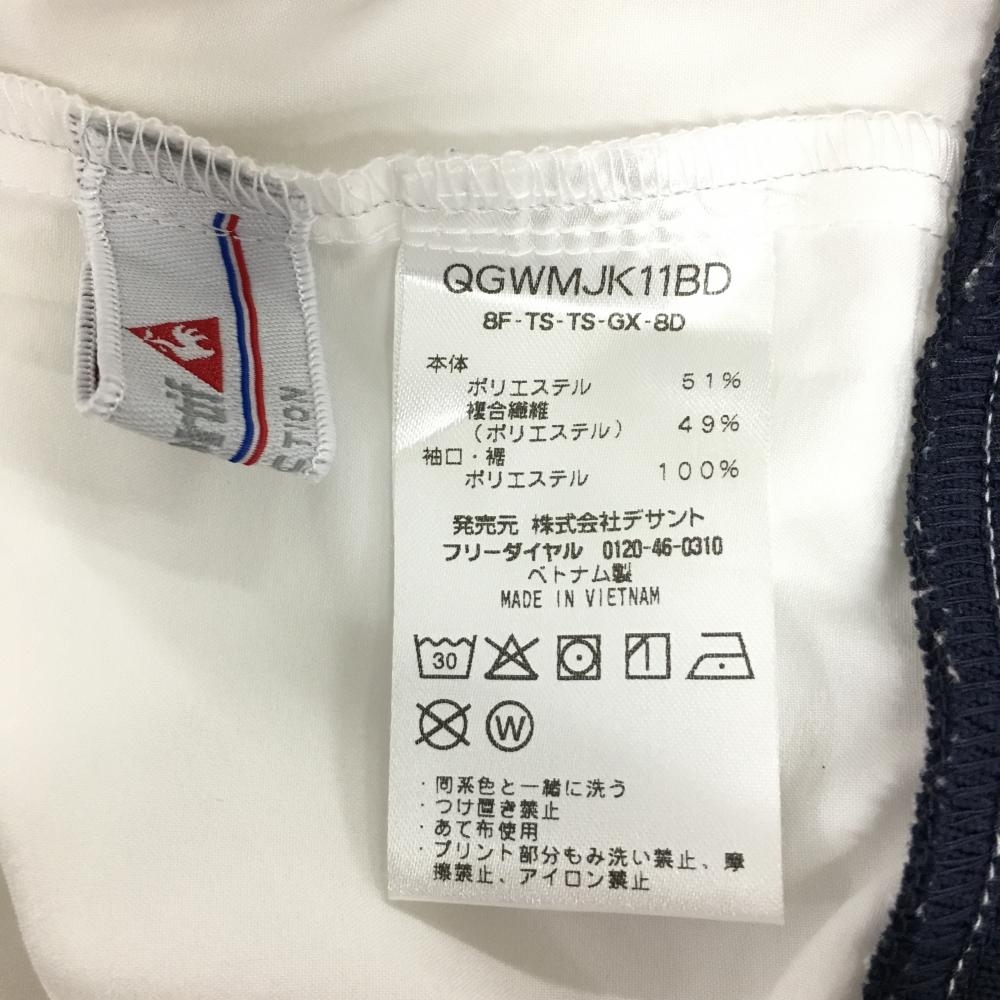 QGWMJK11BD
8F-TS-TS-GX-8D
本体
ポリエステル 51%
複合繊維
(ポリエステル) 49%
袖口・裾
ポリエステル 100%
発売元 株式会社デサント
フリーダイヤル 0120-46-0310
ベトナム製
MADE IN VIETNAM
30
W
・同系色と一緒に洗う
・つけ置き禁止
・あて布使用
・プリント部分もみ洗い禁止、摩
擦禁止、アイロン禁止